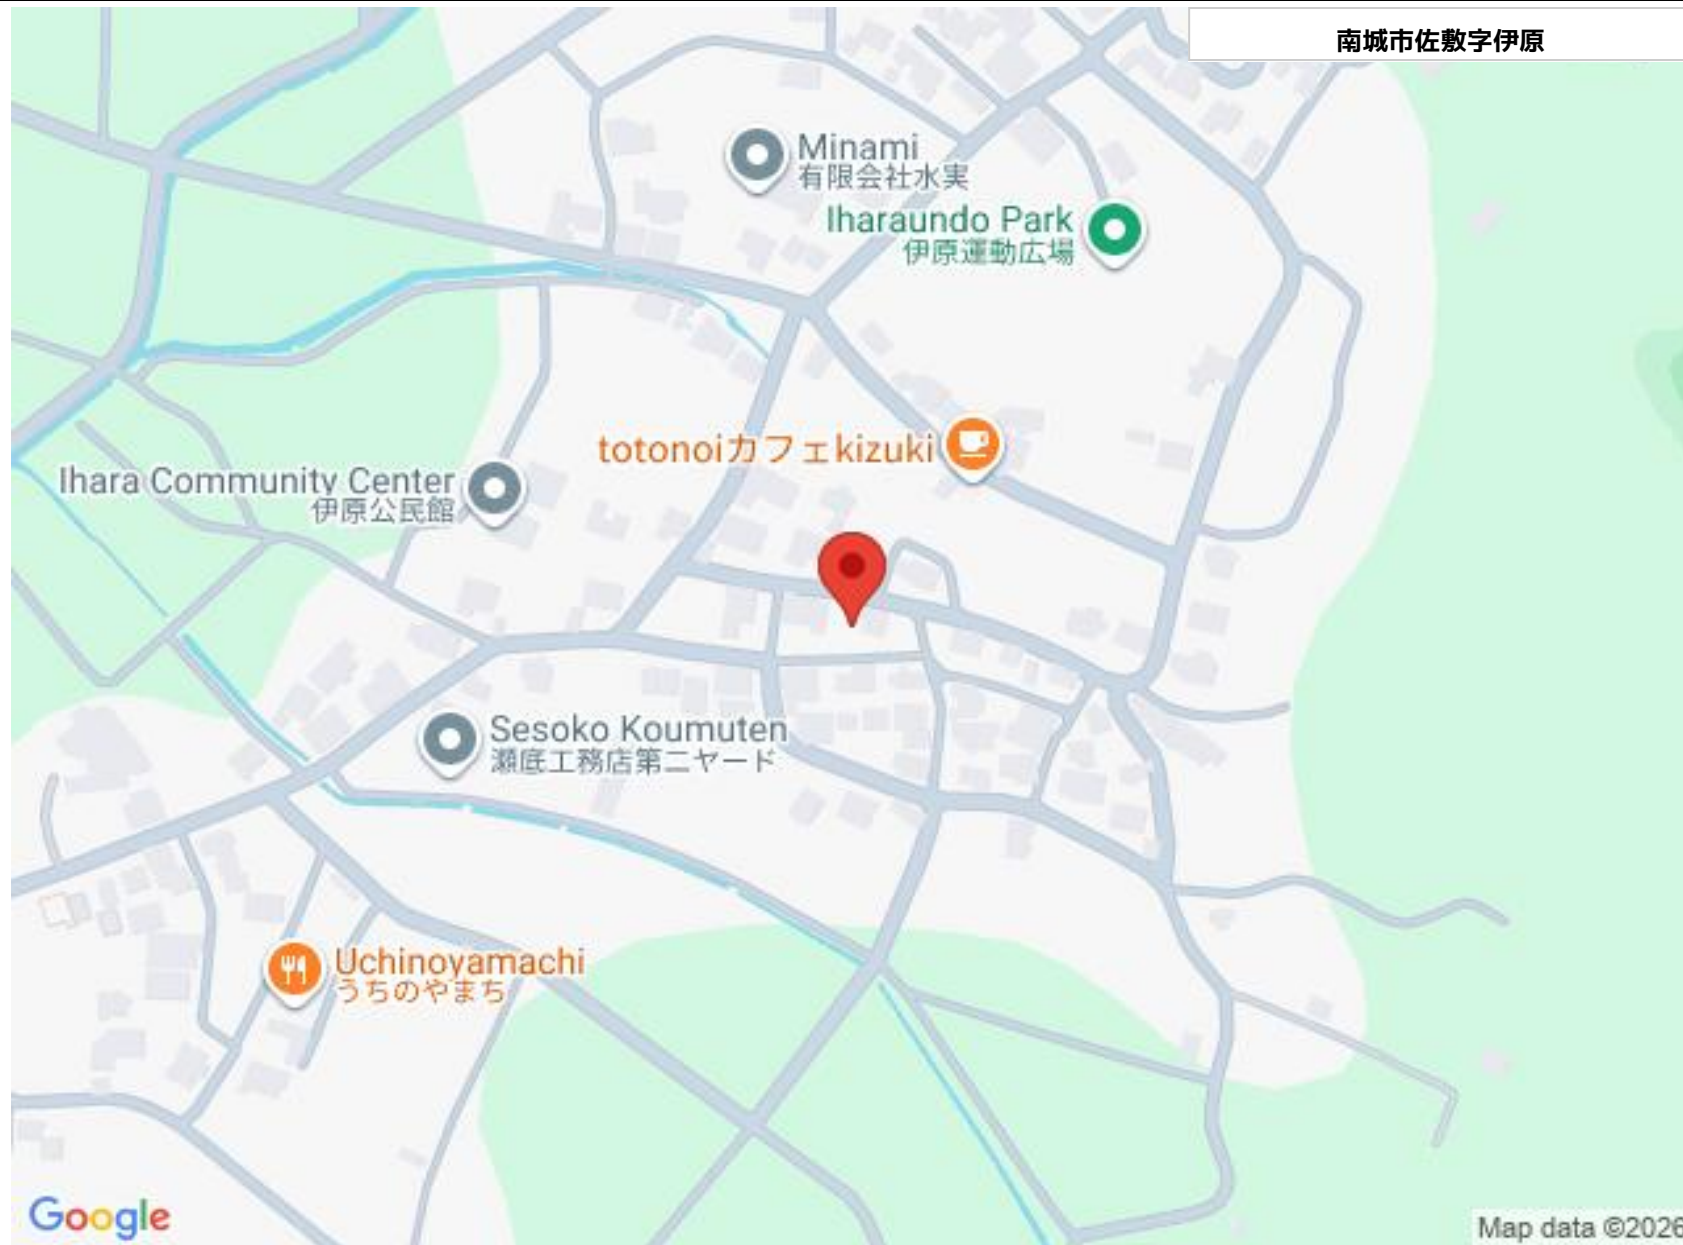 南城市佐敷字伊原
Minami
有限会社水実
Iharaundo Park
伊原運動広場
totonoiカフェkizuki
Ihara Community Center
伊原公民館
Sesoko Koumuten
瀬底工務店第二ヤード
Uchinoyamachi
うちのやまち
Google
Map data ©2026